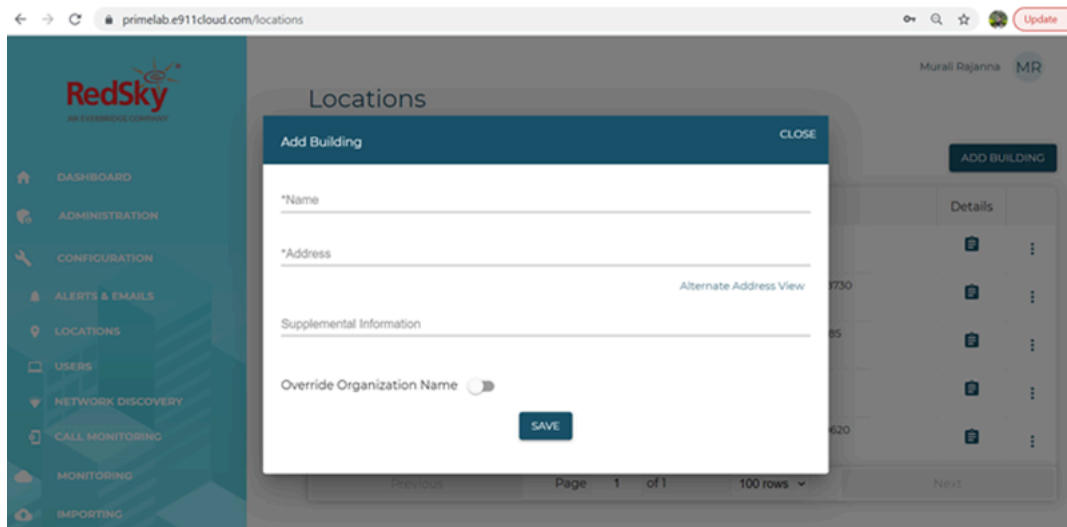 primelab.e911cloud.com/locations
Update
RedSky
AN EVERBRIDGE COMPANY
Murali Rajanna MR
Locations
ADD BUILDING
Add Building
CLOSE
*Name
*Address
Alternate Address View
Supplemental Information
Override Organization Name
SAVE
DASHBOARD
ADMINISTRATION
CONFIGURATION
ALERTS & EMAILS
LOCATIONS
USERS
NETWORK DISCOVERY
CALL MONITORING
MONITORING
IMPORTING
Details
Previous
Page 1 of 1
100 rows
Next